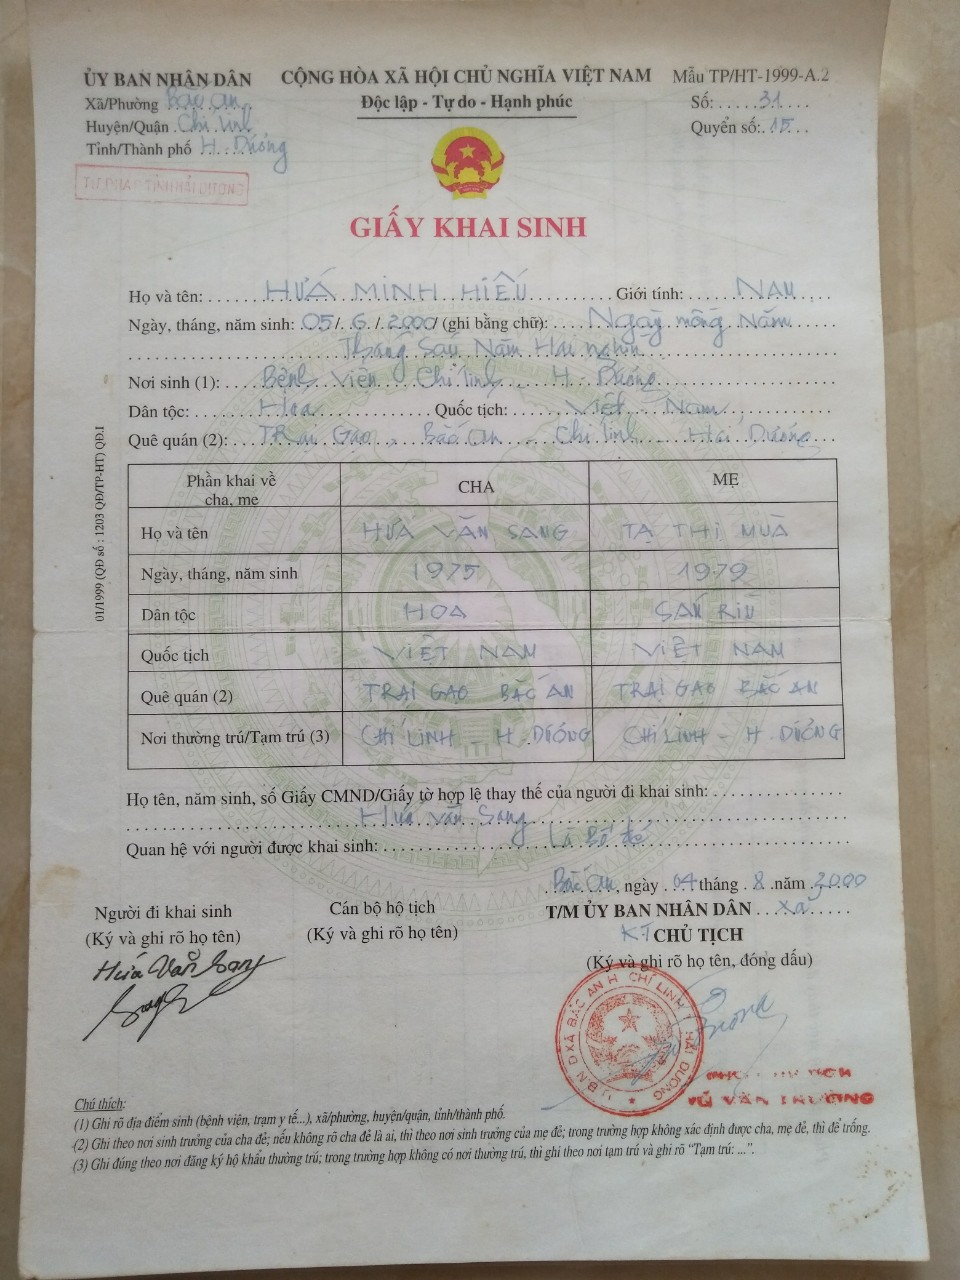 ỦY BAN NHÂN DÂN
CỘNG HÒA XÃ HỘI CHỦ NGHĨA VIỆT NAM
Mẫu TP/HT-1999-A.2
Xã/Phường Bắc An
Độc lập - Tự do - Hạnh phúc
Số: 31
Huyện/Quận Chí Linh
Quyển số: 15
Tỉnh/Thành phố H. Dương
GIẤY KHAI SINH
Họ và tên: HỨA MINH HIẾU Giới tính: NAM
Ngày, tháng, năm sinh: 05/ 6 / 2000/ (ghi bằng chữ): Ngày mồng Năm
Tháng Sáu Năm Hai nghìn
Nơi sinh (1): Bệnh Viện Chí linh H. Dương
Dân tộc: Hoa Quốc tịch: Việt Nam
Quê quán (2): TRại Gạo Bắc An Chí linh Hải Dương
Phần khai về cha, mẹ
CHA
MẸ
Họ và tên HỨA VĂN SANG TẠ THỊ MÙA
Ngày, tháng, năm sinh 1975 1979
Dân tộc HOA SÁN RÌU
Quốc tịch VIỆT NAM VIỆT NAM
Quê quán (2) TRẠI GẠO BẮC AN TRẠI GẠO BẮC AN
Nơi thường trú/Tạm trú (3) CHÍ LINH H. DƯƠNG CHÍ LINH - H. DƯƠNG
Họ tên, năm sinh, số Giấy CMND/Giấy tờ hợp lệ thay thế của người đi khai sinh:
Hứa văn Sang
Quan hệ với người được khai sinh: Là Bố đẻ
Bắc An, ngày 04 tháng 8 năm 2000
Người đi khai sinh
(Ký và ghi rõ họ tên)
Hứa Văn Sang
Cán bộ hộ tịch
(Ký và ghi rõ họ tên)
T/M ỦY BAN NHÂN DÂN Xã
KT CHỦ TỊCH
(Ký và ghi rõ họ tên, đóng dấu)
U.B.N.D XÃ BẮC AN H. CHÍ LINH T. HẢI DƯƠNG
VŨ VĂN TRƯỜNG
Chú thích:
(1) Ghi rõ địa điểm sinh (bệnh viện, trạm y tế...), xã/phường, huyện/quận, tỉnh/thành phố.
(2) Ghi theo nơi sinh trưởng của cha đẻ; nếu không rõ cha đẻ là ai, thì theo nơi sinh trưởng của mẹ đẻ; trong trường hợp không xác định được cha, mẹ đẻ, thì để trống.
(3) Ghi đúng theo nơi đăng ký hộ khẩu thường trú; trong trường hợp không có nơi thường trú, thì ghi theo nơi tạm trú và ghi rõ "Tạm trú: ...".
01/1999 (QĐ số : 1203 QĐ/TP-HT) QĐ.I